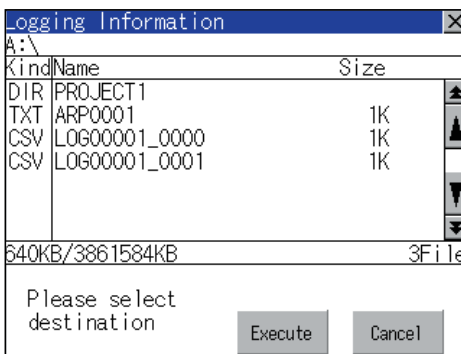 Logging Information
A:\
Kind Name Size
DIR PROJECT1
TXT ARP0001 1K
CSV LOG00001_0000 1K
CSV LOG00001_0001 1K
640KB/3861584KB 3File
Please select
destination
Execute Cancel